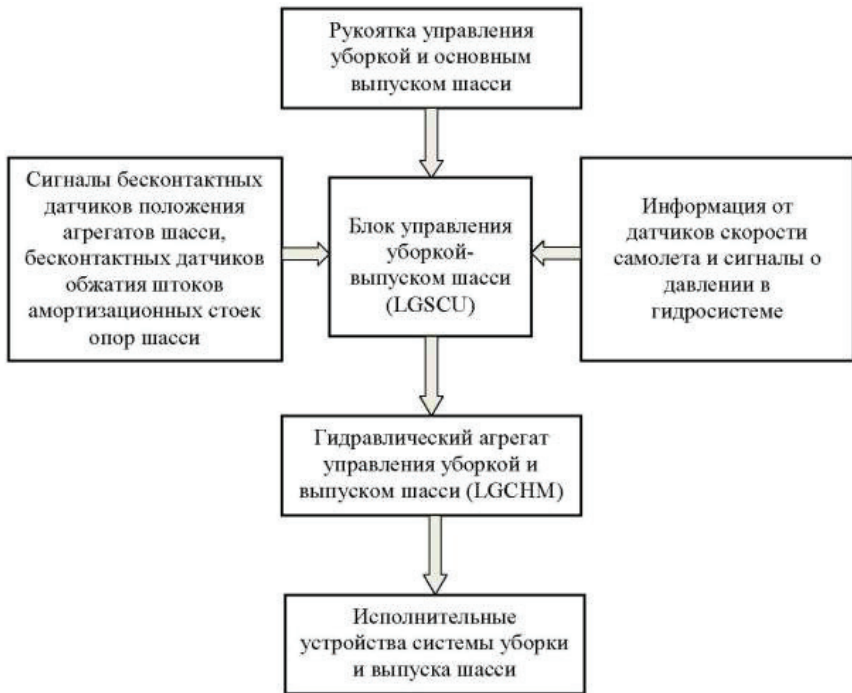 Рукоятка управления
уборкой и основным
выпуском шасси
Сигналы бесконтактных
датчиков положения
агрегатов шасси,
бесконтактных датчиков
обжатия штоков
амортизационных стоек
опор шасси
Блок управления
уборкой-
выпуском шасси
(LGSCU)
Информация от
датчиков скорости
самолета и сигналы о
давлении в
гидросистеме
Гидравлический агрегат
управления уборкой и
выпуском шасси (LGCHM)
Исполнительные
устройства системы уборки
и выпуска шасси